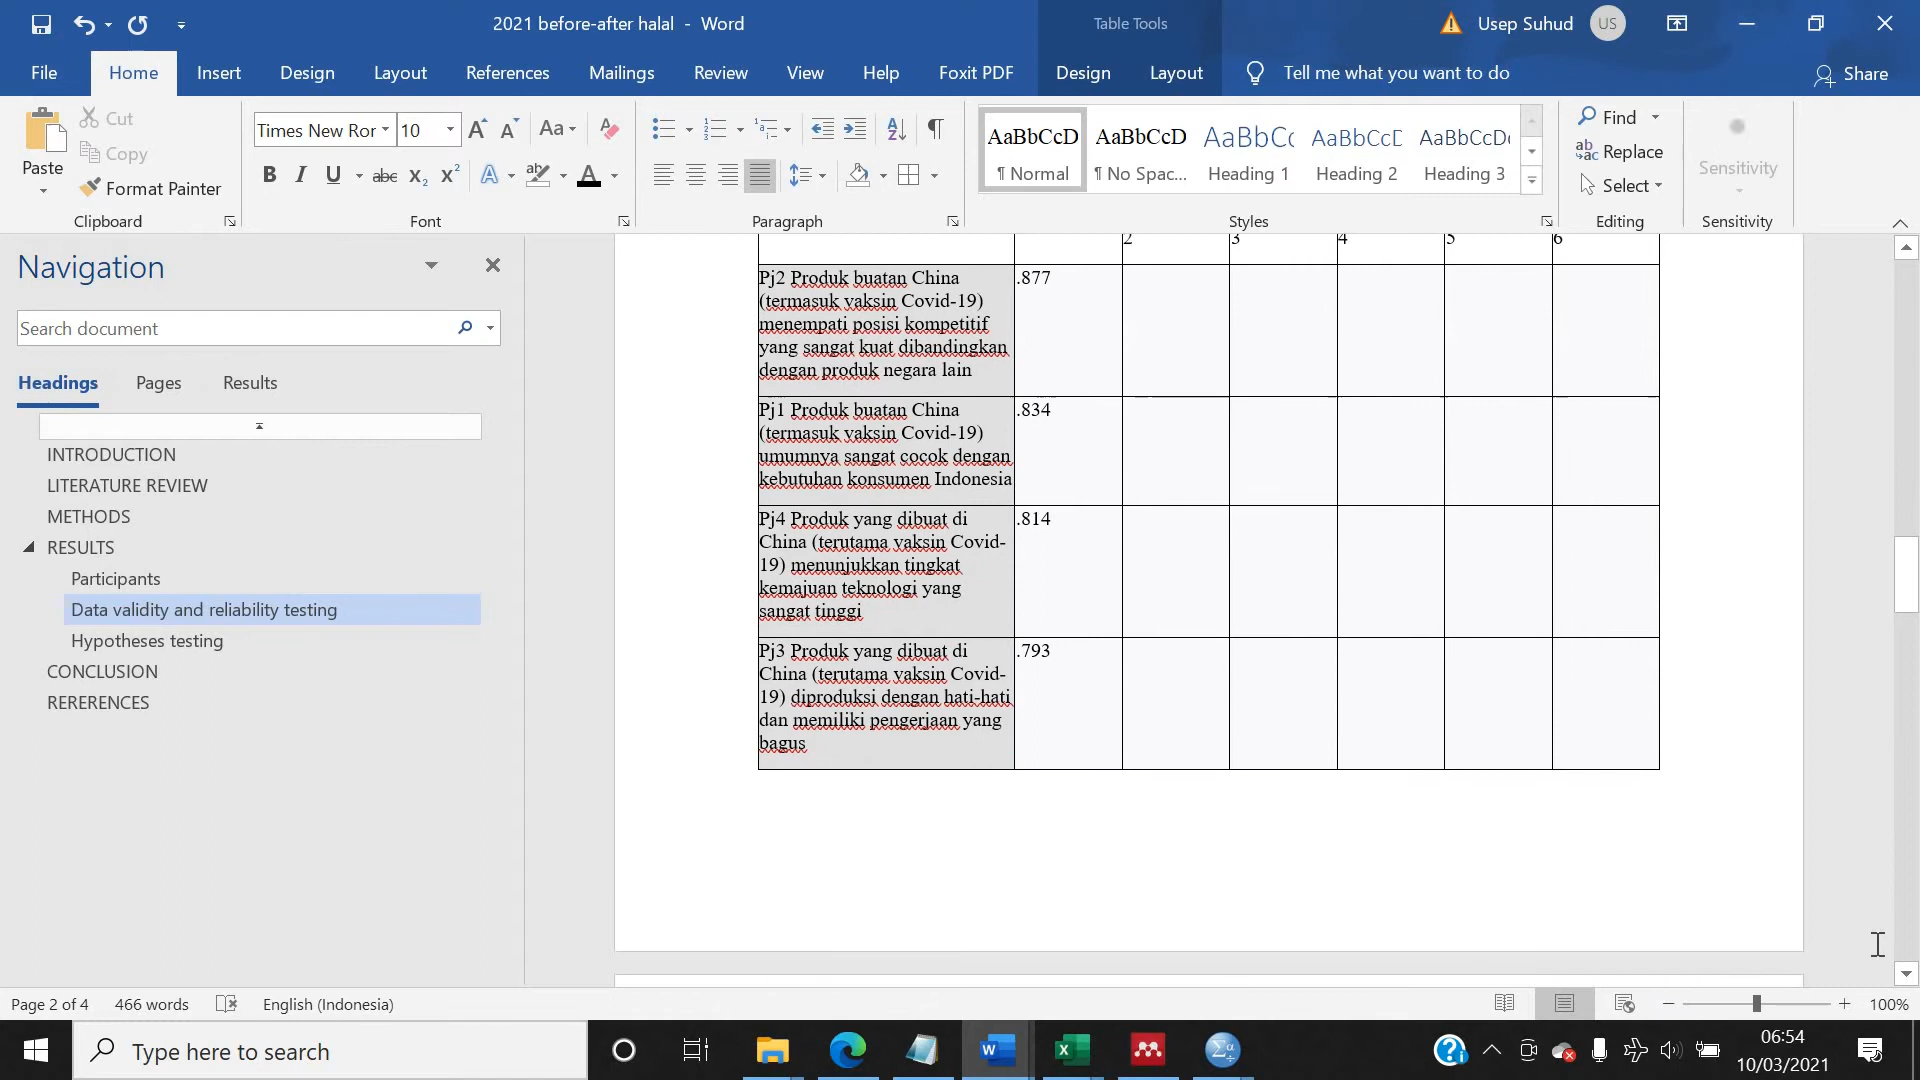 2021 before-after halal - Word
Table Tools
Usep Suhud
US
File
Home
Insert
Design
Layout
References
Mailings
Review
View
Help
Foxit PDF
Design
Layout
Tell me what you want to do
Share
Paste
Cut
Copy
Format Painter
Clipboard
Times New Ror
10
Font
Paragraph
AaBbCcD
¶ Normal
AaBbCcD
¶ No Spac...
AaBbCc
Heading 1
AaBbCcD
Heading 2
AaBbCcD
Heading 3
Styles
Find
Replace
Select
Editing
Sensitivity
Sensitivity
Navigation
Search document
Headings
Pages
Results
INTRODUCTION
LITERATURE REVIEW
METHODS
RESULTS
Participants
Data validity and reliability testing
Hypotheses testing
CONCLUSION
RERERENCES
2
3
4
5
6
Pj2 Produk buatan China
(termasuk vaksin Covid-19)
menempati posisi kompetitif
yang sangat kuat dibandingkan
dengan produk negara lain
.877
Pj1 Produk buatan China
(termasuk vaksin Covid-19)
umumnya sangat cocok dengan
kebutuhan konsumen Indonesia
.834
Pj4 Produk yang dibuat di
China (terutama vaksin Covid-
19) menunjukkan tingkat
kemajuan teknologi yang
sangat tinggi
.814
Pj3 Produk yang dibuat di
China (terutama vaksin Covid-
19) diproduksi dengan hati-hati
dan memiliki pengerjaan yang
bagus
.793
Page 2 of 4
466 words
English (Indonesia)
100%
Type here to search
06:54
10/03/2021